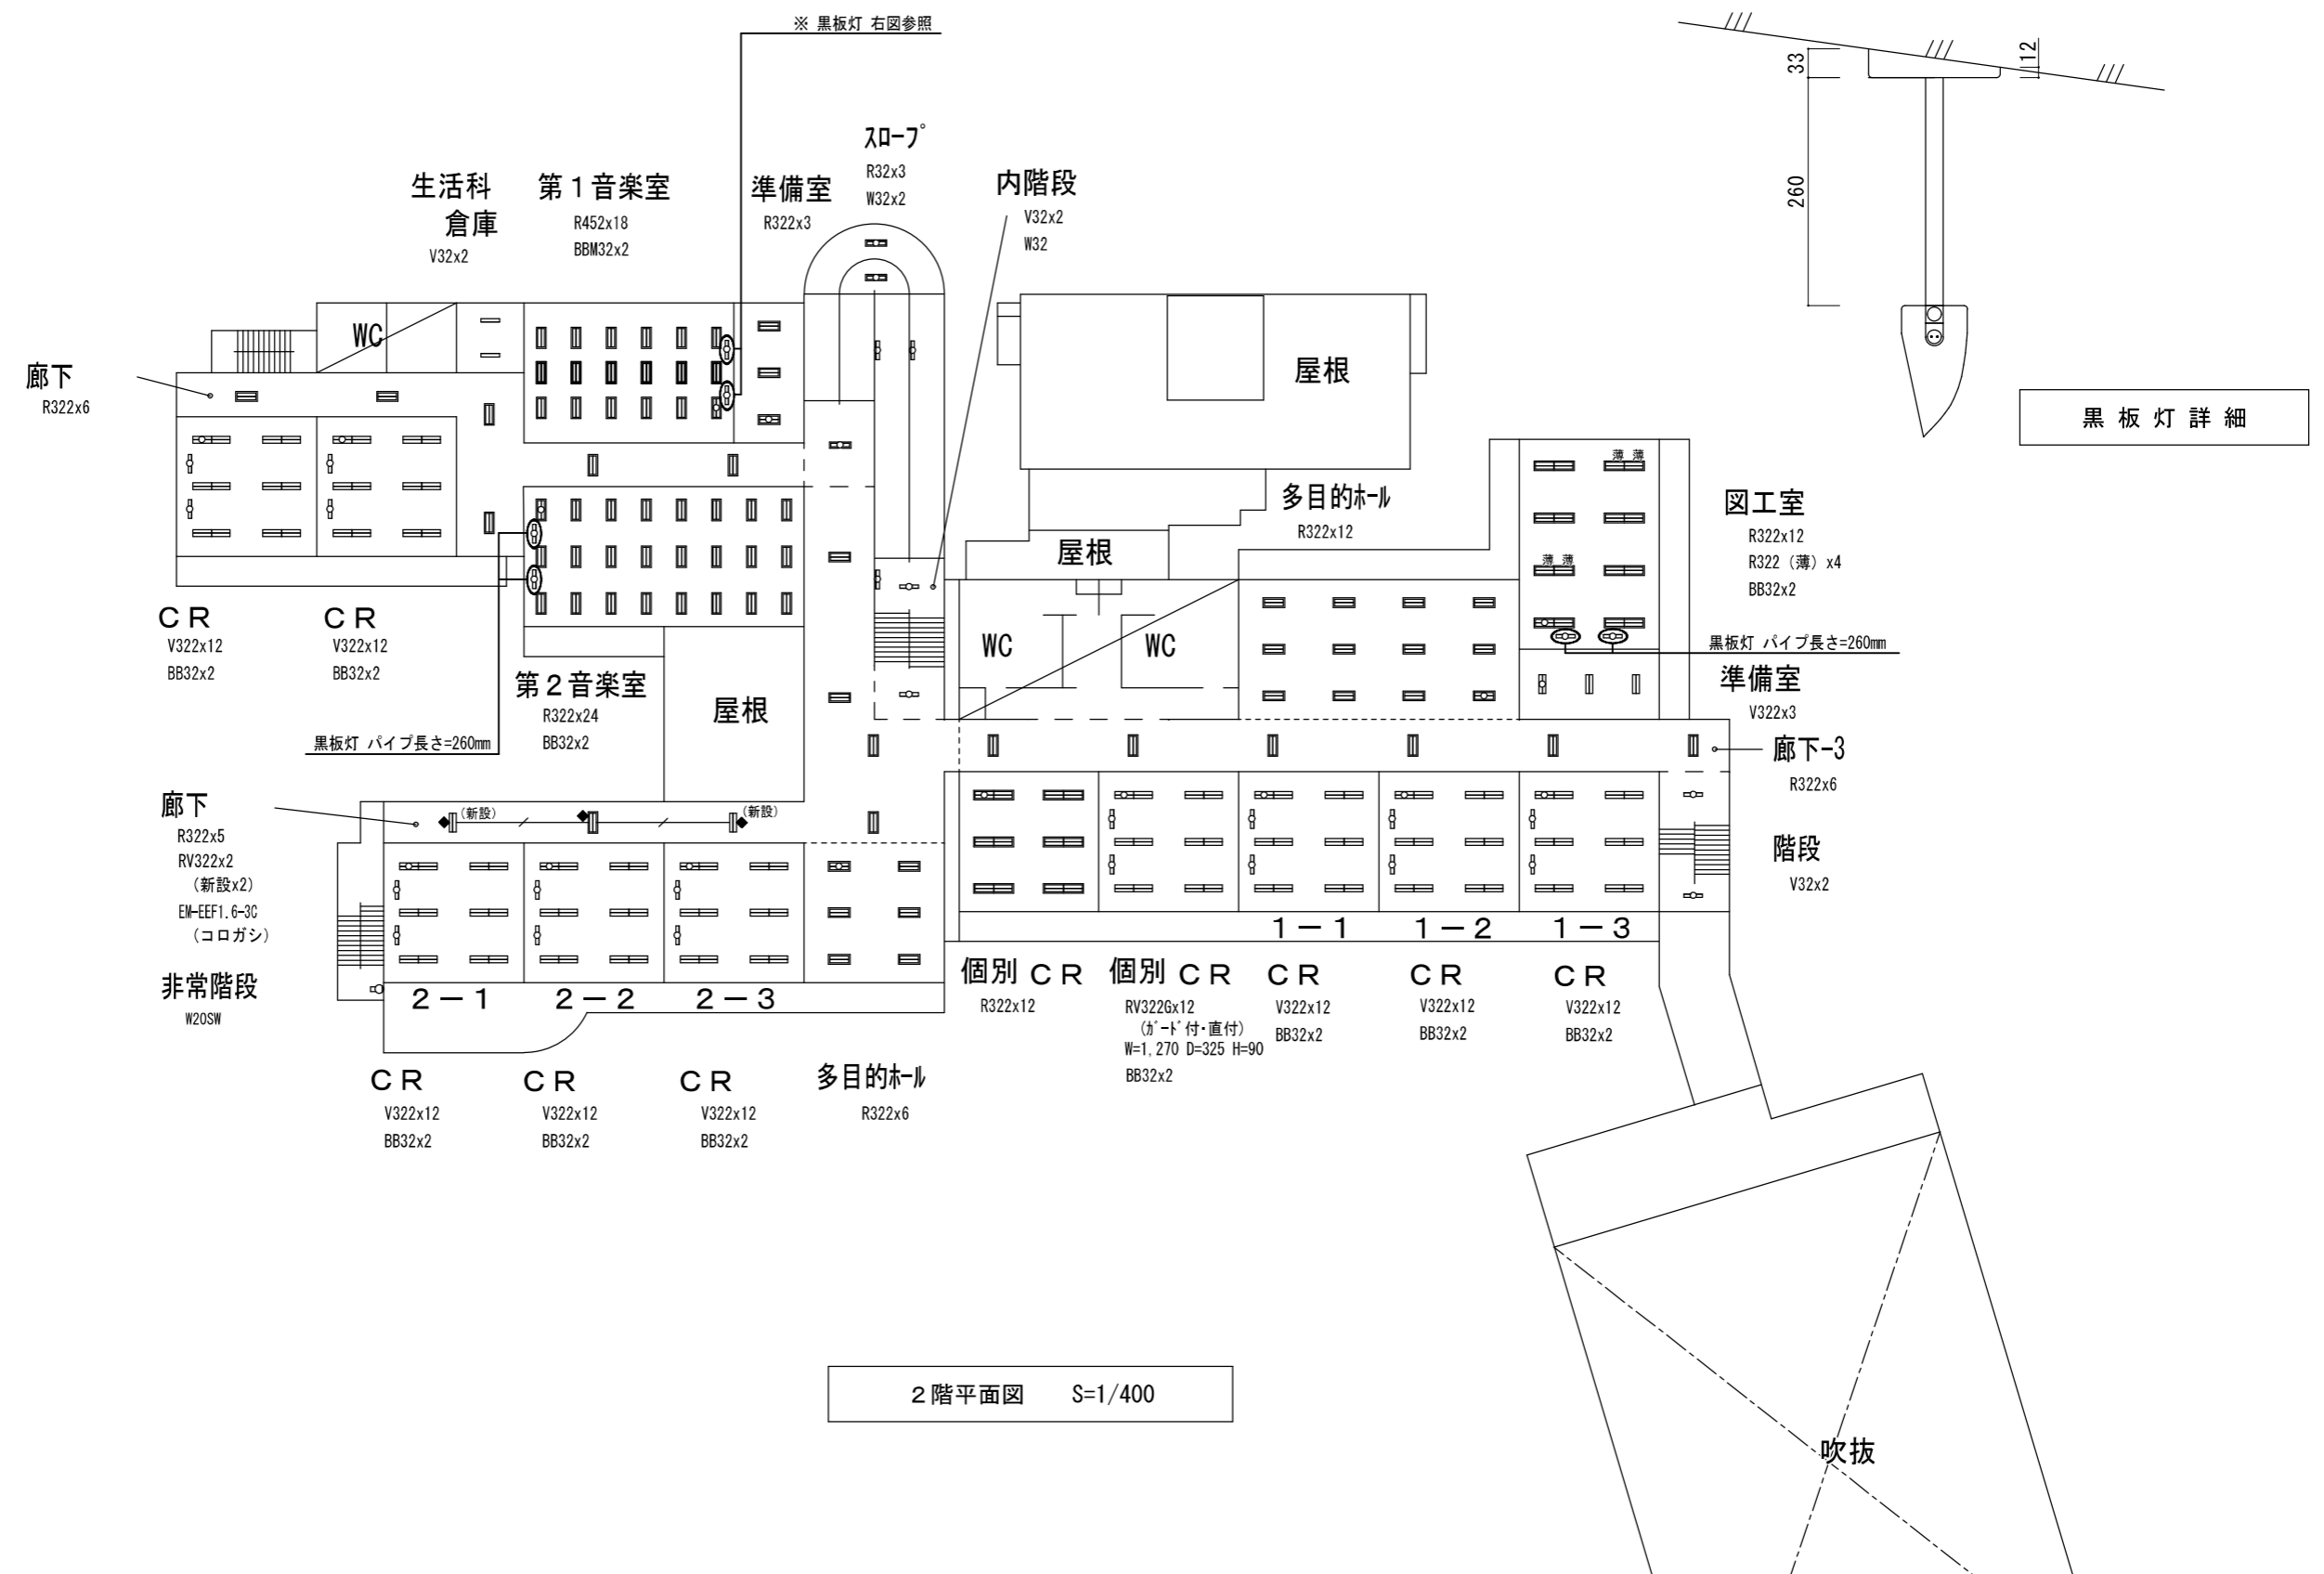 ※ 黒板灯 右図参照
33
12
260
黒 板 灯 詳 細
スロープ
R32x3
W32x2
内階段
V32x2
W32
生活科
倉庫
V32x2
第1音楽室
R452x18
BBM32x2
準備室
R322x3
WC
廊下
R322x6
屋根
多目的ホール
R322x12
屋根
薄 薄
薄 薄
図工室
R322x12
R322 (薄) x4
BB32x2
黒板灯 パイプ長さ=260mm
準備室
V322x3
CR
V322x12
BB32x2
CR
V322x12
BB32x2
第2音楽室
R322x24
BB32x2
黒板灯 パイプ長さ=260mm
屋根
WC
WC
廊下-3
R322x6
階段
V32x2
廊下
R322x5
RV322x2
(新設x2)
EM-EEF1.6-3C
(コロガシ)
(新設)
(新設)
非常階段
W20SW
2-1
2-2
2-3
1-1
1-2
1-3
個別 CR
R322x12
個別 CR
RV322Gx12
(ガード付・直付)
W=1,270 D=325 H=90
BB32x2
CR
V322x12
BB32x2
CR
V322x12
BB32x2
CR
V322x12
BB32x2
CR
V322x12
BB32x2
CR
V322x12
BB32x2
CR
V322x12
BB32x2
多目的ホール
R322x6
2階平面図 S=1/400
吹抜